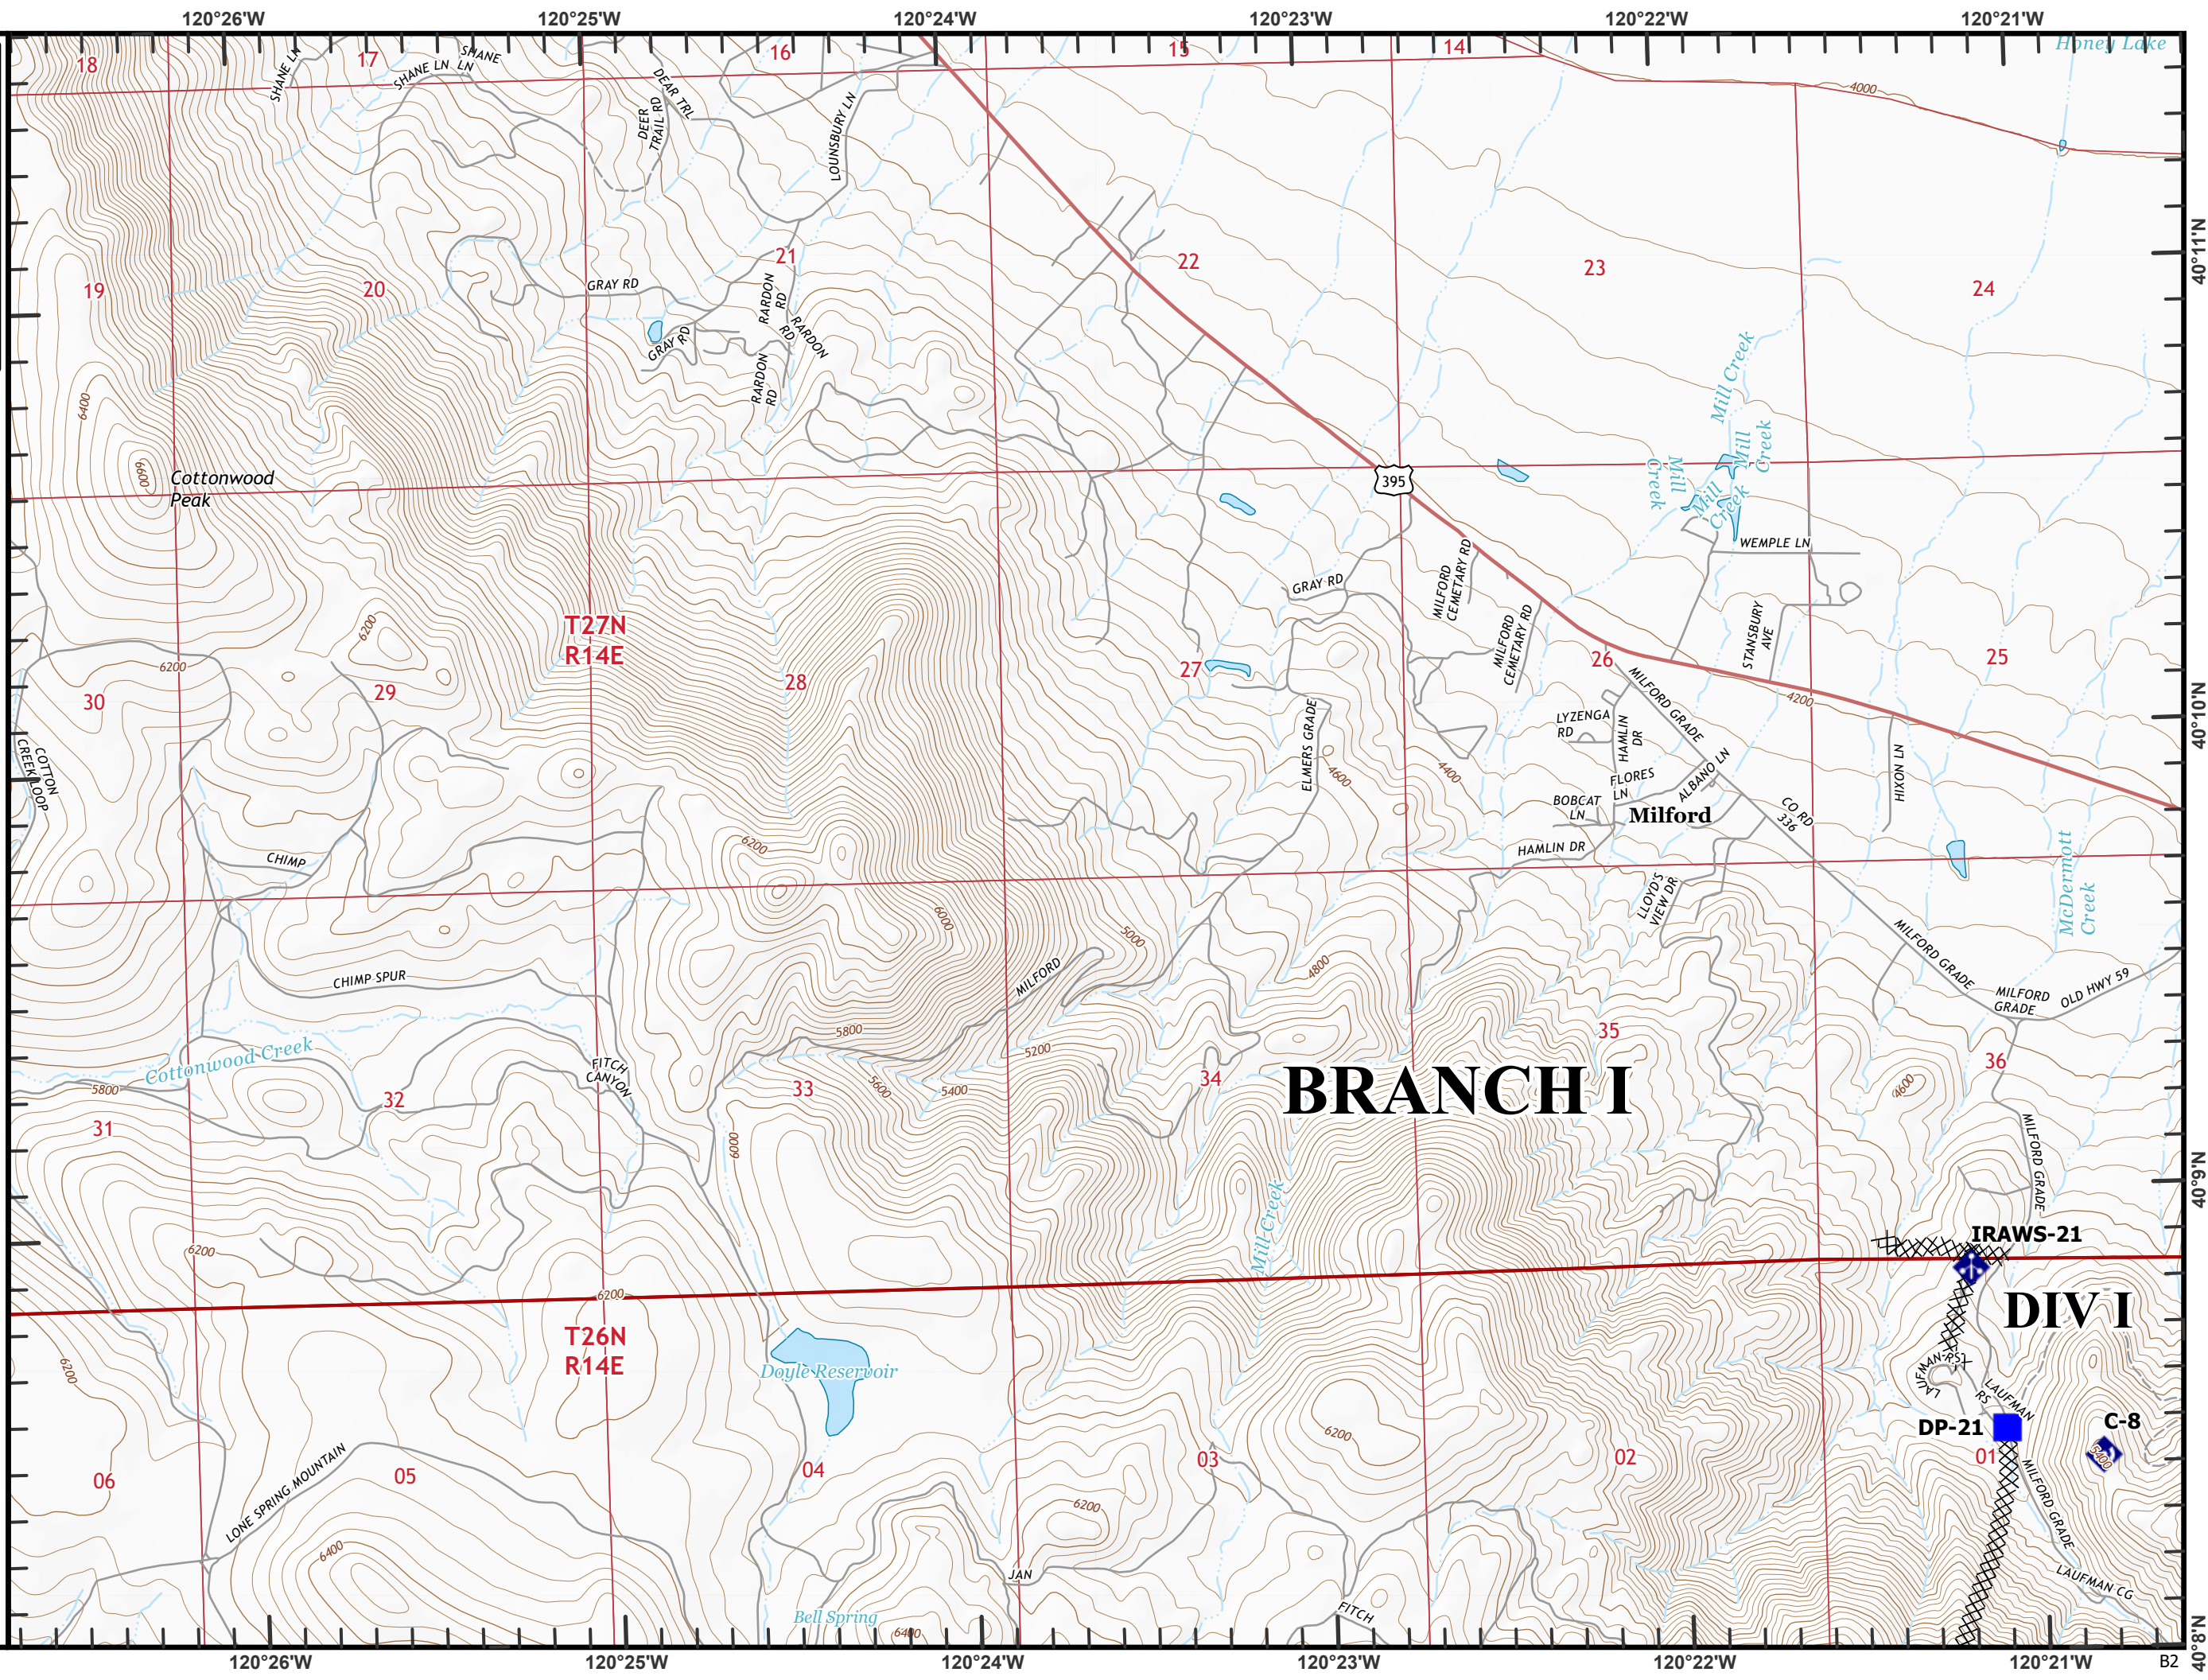 120°26'W
120°25'W
120°24'W
120°23'W
120°22'W
120°21'W
Honey Lake
18
17
16
15
14
SHANE LN
SHANE LN
SHANE
LN
DEAR TRL
DEER
TRAIL RD
LOUNSBURY LN
4000
40°11'N
19
20
21
22
23
24
GRAY RD
GRAY RD
RARDON
RD
RARDON
RD
RARDON
RD
Mill Creek
Mill
Creek
Mill
Creek
Mill
Creek
6400
6600
Cottonwood
Peak
395
WEMPLE LN
GRAY RD
MILFORD
CEMETARY RD
MILFORD
CEMETARY RD
STANSBURY
AVE
T27N
R14E
6200
6200
30
29
28
27
26
25
4200
40°10'N
MILFORD GRADE
LYZENGA
RD
HAMLIN
DR
ELMERS GRADE
4600
4400
FLORES
LN
ALBANO LN
HIXON LN
COTTON
CREEK LOOP
BOBCAT
LN
Milford
CO RD
336
HAMLIN DR
CHIMP
6200
LLOYD'S
VIEW DR
McDermott
Creek
6000
5000
4800
MILFORD
MILFORD GRADE
CHIMP SPUR
MILFORD
GRADE
OLD HWY 59
5800
5200
35
36
Cottonwood Creek
FITCH
CANYON
5800
32
33
5600
5400
34
BRANCH I
4600
31
6000
MILFORD GRADE
40°9'N
Mill Creek
6200
IRAWS-21
6200
DIV I
T26N
R14E
Doyle Reservoir
6200
LAUFMAN-RS
LAUF
LAUFMAN
RS
DP-21
C-8
5400
6200
06
05
04
03
02
01
LONE SPRING MOUNTAIN
6200
MILFORD GRADE
6400
JAN
LAUFMAN CG
Bell Spring
FITCH
6400
40°8'N
120°26'W
120°25'W
120°24'W
120°23'W
120°22'W
120°21'W
B2